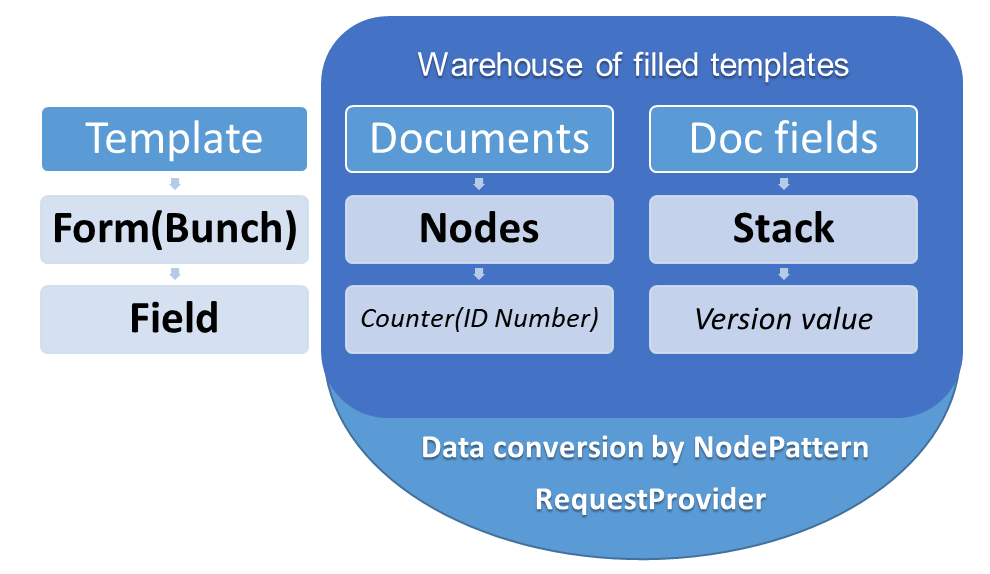 Warehouse of filled templates
Template
Documents
Doc fields
Form(Bunch)
Nodes
Stack
Field
Counter(ID Number)
Version value
Data conversion by NodePattern
RequestProvider